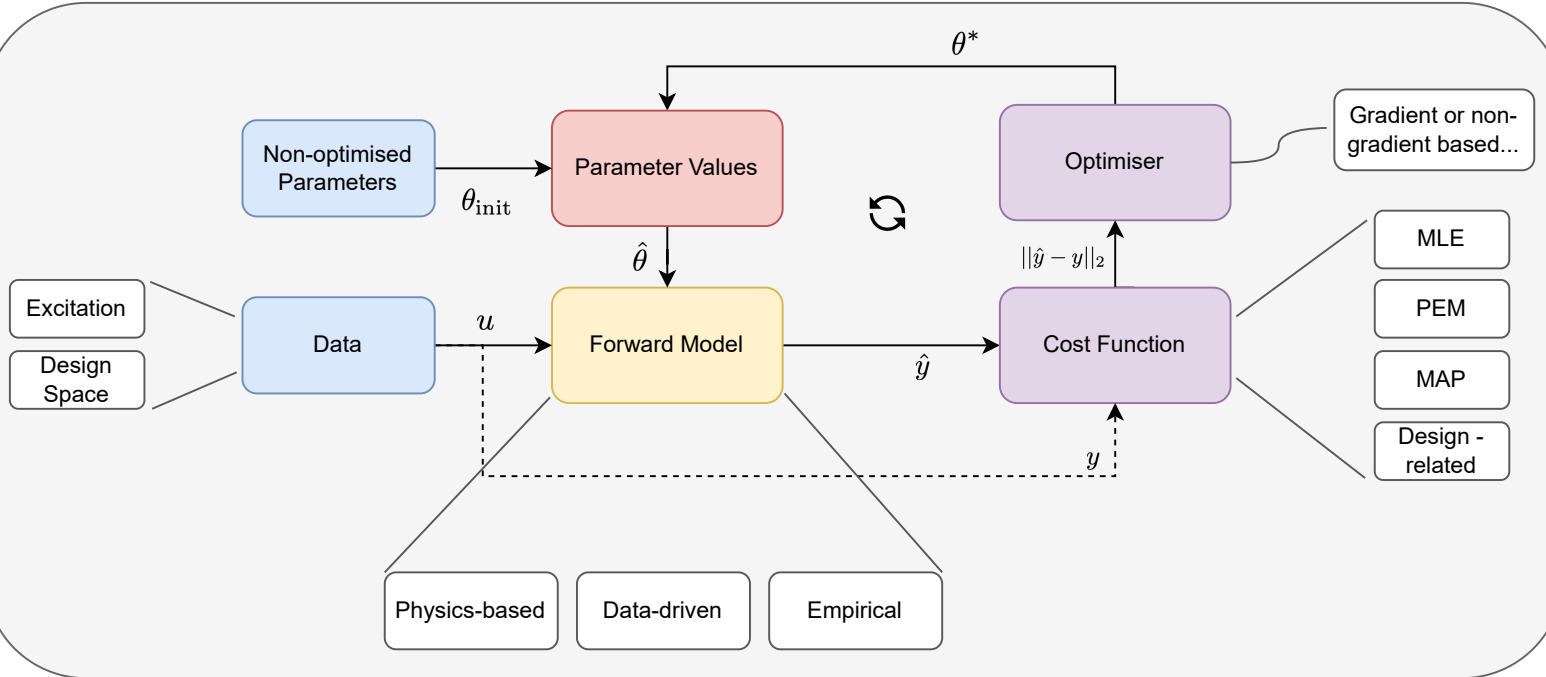 θ*
Gradient or non-
gradient based...
Non-optimised
Parameters
θ_init
Parameter Values
Optimiser
θ̂
||ŷ − y||₂
MLE
PEM
MAP
Design -
related
Excitation
Design
Space
Data
u
Forward Model
ŷ
Cost Function
y
Physics-based
Data-driven
Empirical